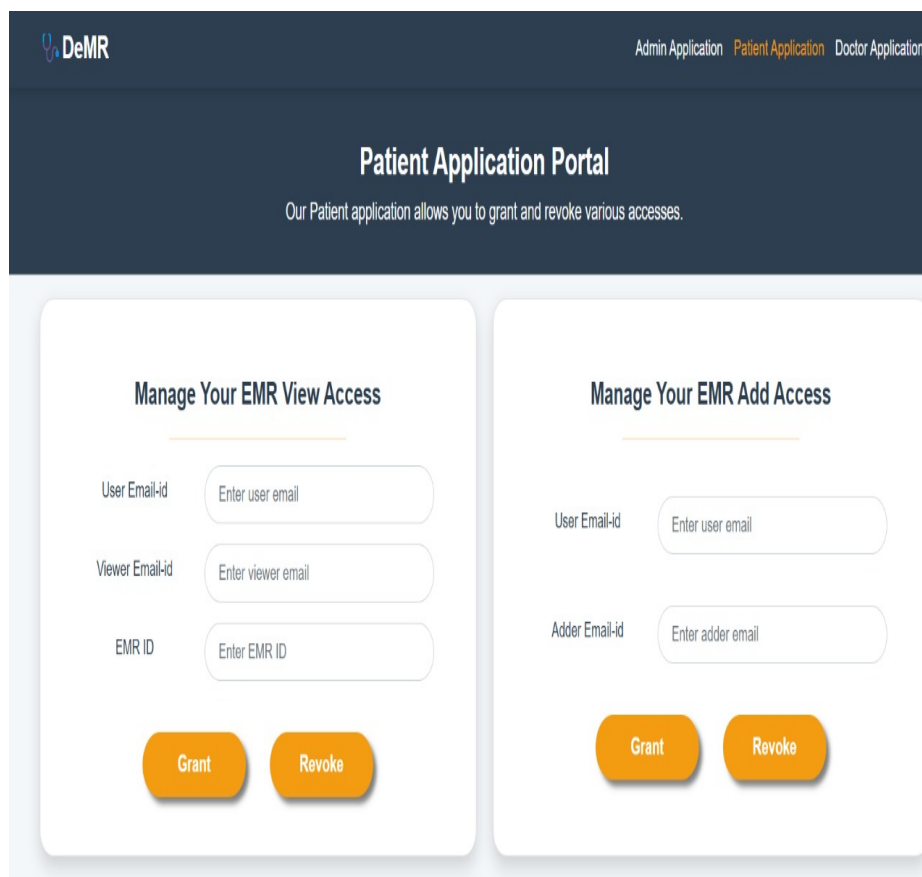 DeMR
Admin Application Patient Application Doctor Application
Patient Application Portal
Our Patient application allows you to grant and revoke various accesses.
Manage Your EMR View Access
User Email-id Enter user email
Viewer Email-id Enter viewer email
EMR ID Enter EMR ID
Grant Revoke
Manage Your EMR Add Access
User Email-id Enter user email
Adder Email-id Enter adder email
Grant Revoke